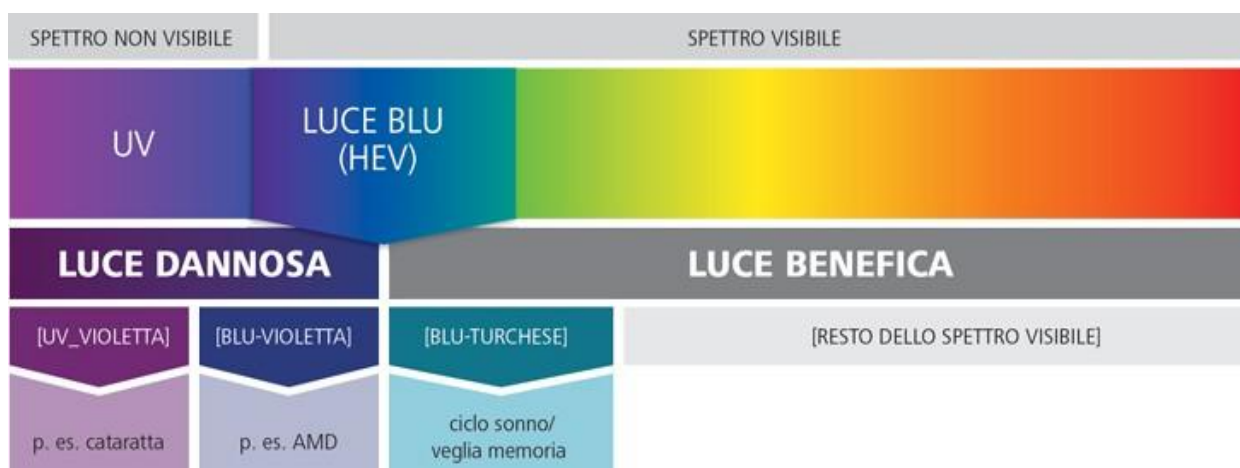 SPETTRO NON VISIBILE
SPETTRO VISIBILE
UV
LUCE BLU
(HEV)
LUCE DANNOSA
LUCE BENEFICA
[UV_VIOLETTA]
[BLU-VIOLETTA]
[BLU-TURCHESE]
[RESTO DELLO SPETTRO VISIBILE]
p. es. cataratta
p. es. AMD
ciclo sonno/
veglia memoria